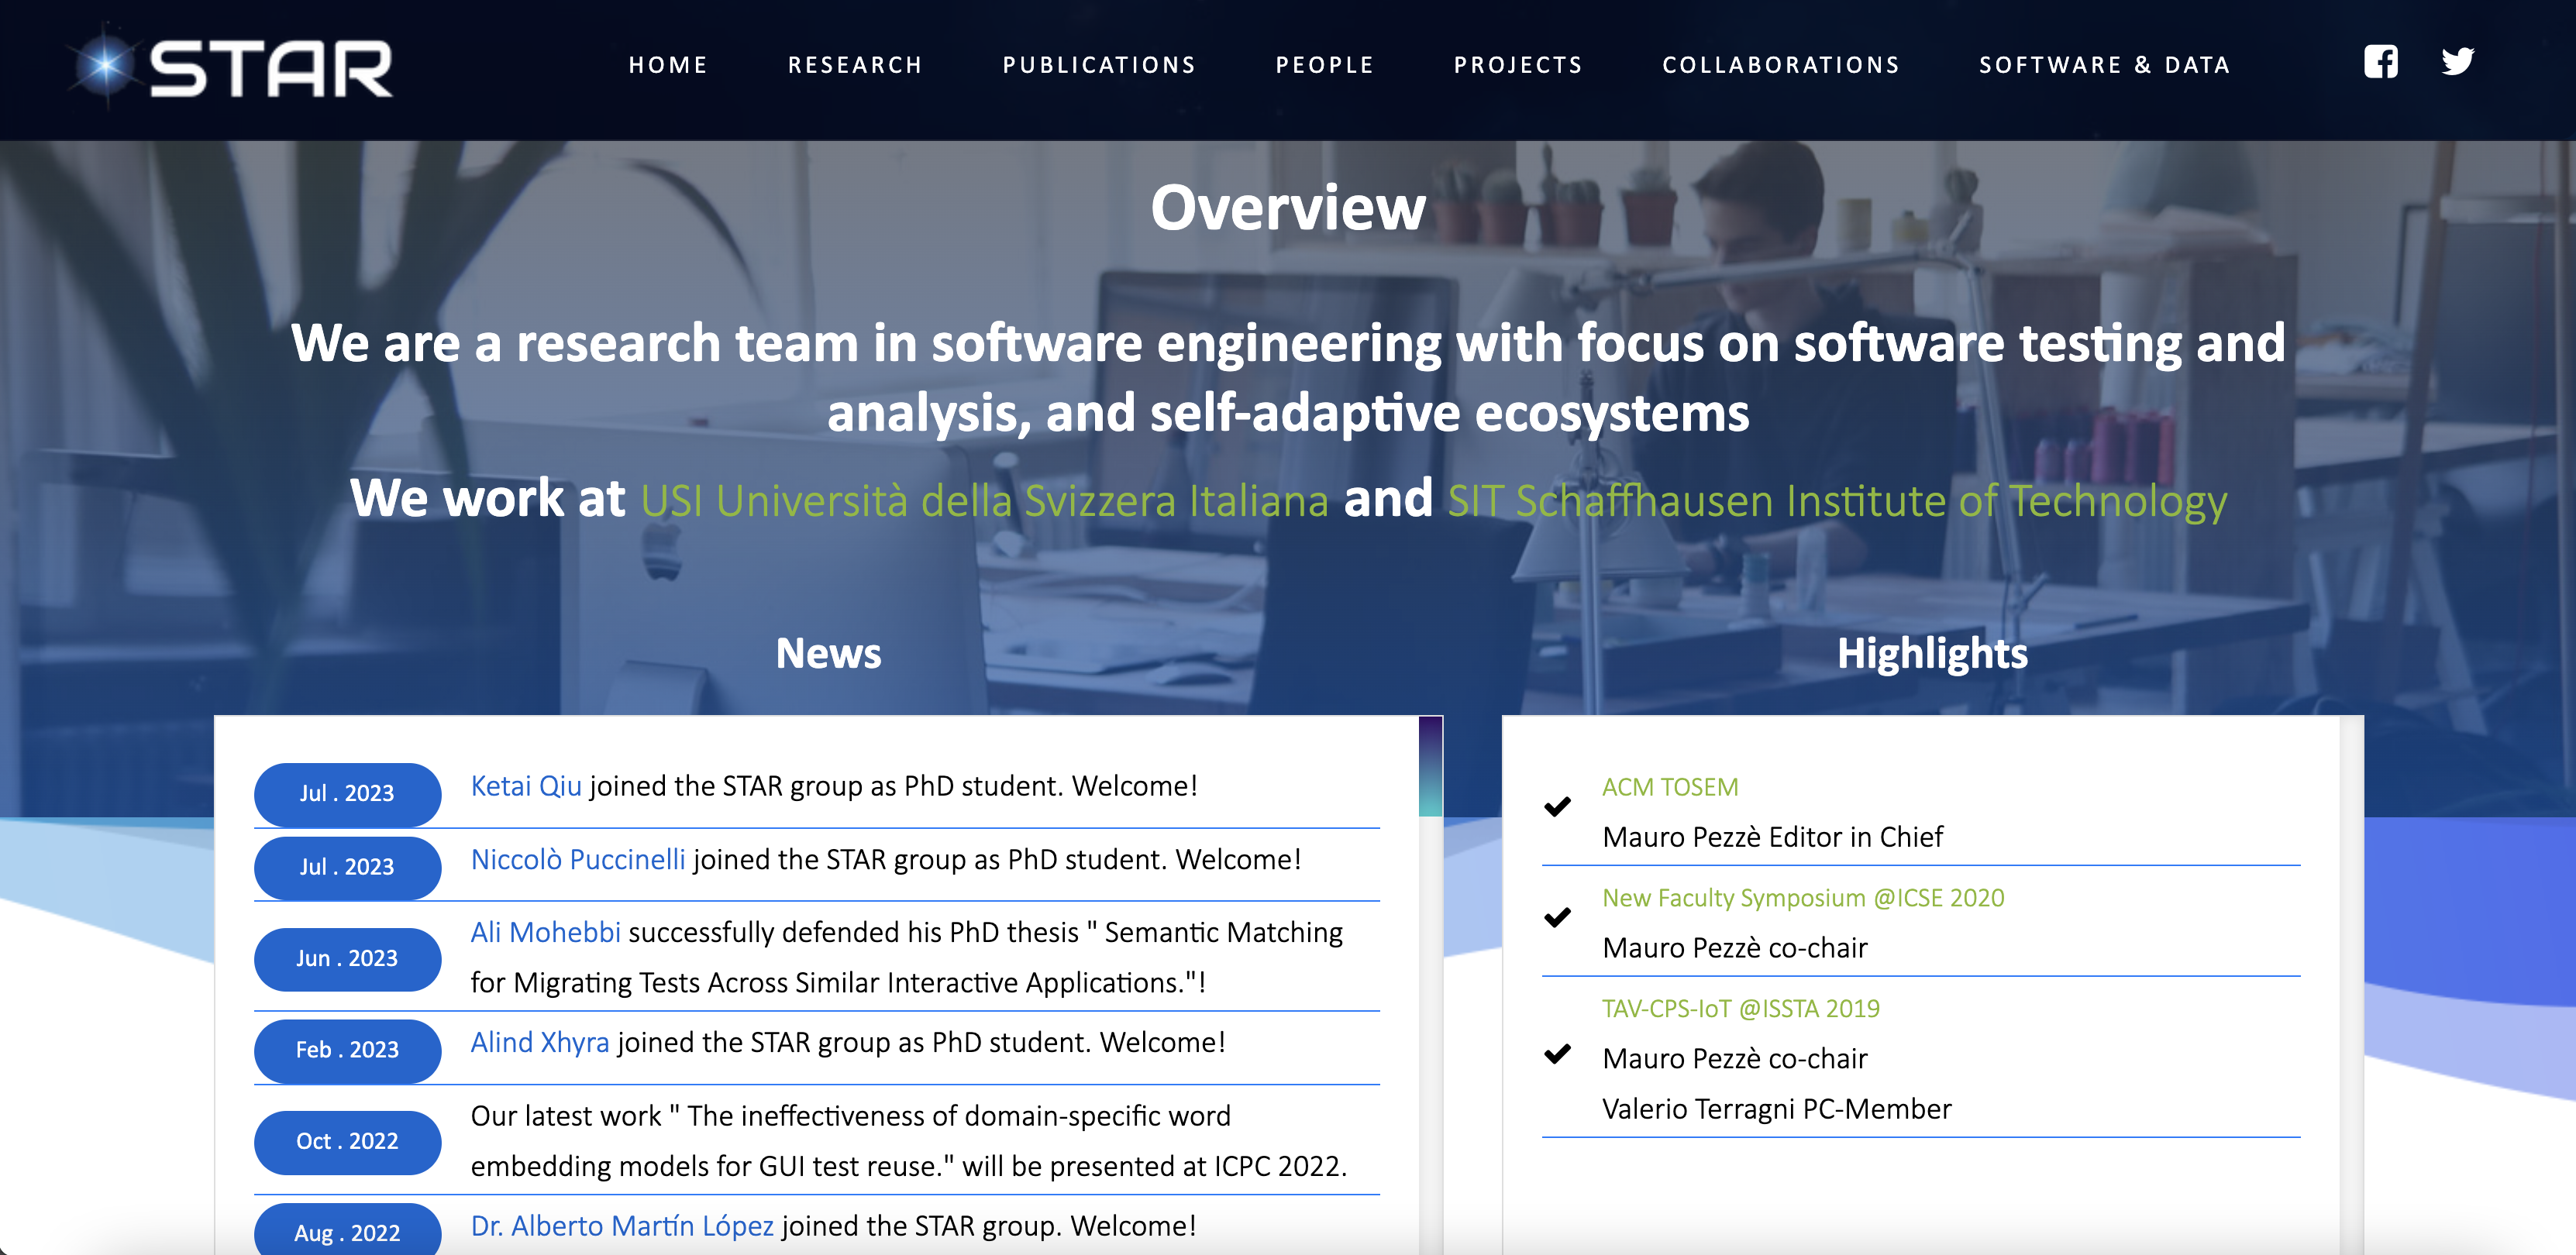 STAR
HOME RESEARCH PUBLICATIONS PEOPLE PROJECTS COLLABORATIONS SOFTWARE & DATA
Overview
We are a research team in software engineering with focus on software testing and
analysis, and self-adaptive ecosystems
We work at USI Università della Svizzera Italiana and SIT Schaffhausen Institute of Technology
News
Jul . 2023 Ketai Qiu joined the STAR group as PhD student. Welcome!
Jul . 2023 Niccolò Puccinelli joined the STAR group as PhD student. Welcome!
Jun . 2023 Ali Mohebbi successfully defended his PhD thesis " Semantic Matching
for Migrating Tests Across Similar Interactive Applications."!
Feb . 2023 Alind Xhyra joined the STAR group as PhD student. Welcome!
Oct . 2022 Our latest work " The ineffectiveness of domain-specific word
embedding models for GUI test reuse." will be presented at ICPC 2022.
Aug . 2022 Dr. Alberto Martín López joined the STAR group. Welcome!
Highlights
ACM TOSEM
Mauro Pezzè Editor in Chief
New Faculty Symposium @ICSE 2020
Mauro Pezzè co-chair
TAV-CPS-IoT @ISSTA 2019
Mauro Pezzè co-chair
Valerio Terragni PC-Member